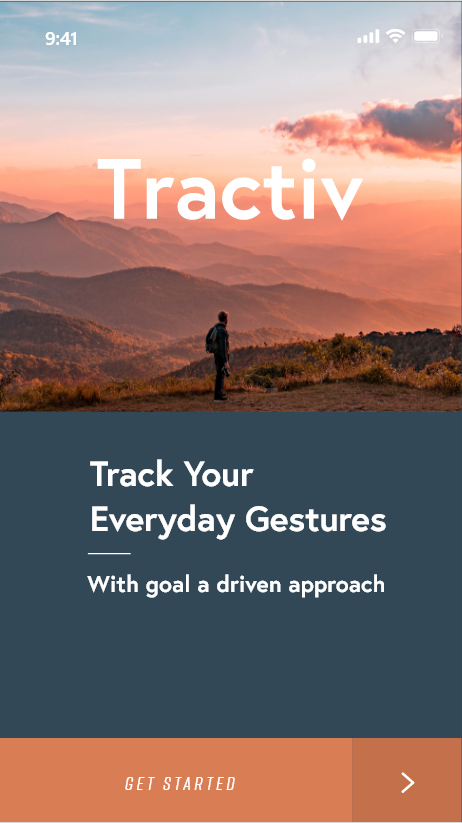 9:41
Tractiv
Track Your
Everyday Gestures
With goal a driven approach
GET STARTED